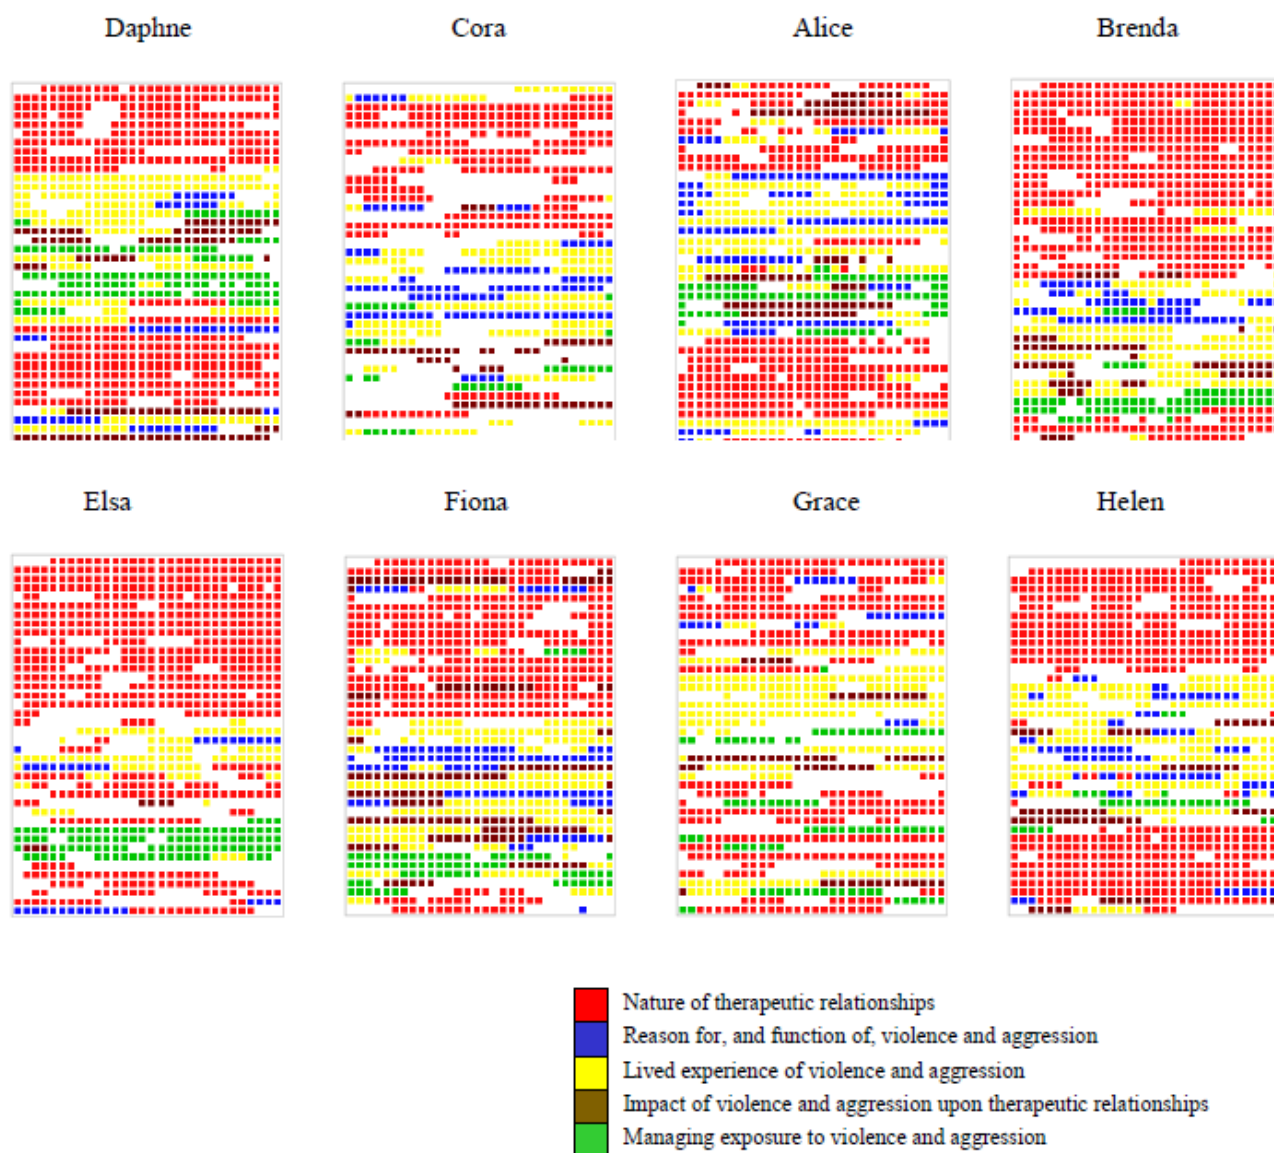 Daphne
Cora
Alice
Brenda
Elsa
Fiona
Grace
Helen
Nature of therapeutic relationships
Reason for, and function of, violence and aggression
Lived experience of violence and aggression
Impact of violence and aggression upon therapeutic relationships
Managing exposure to violence and aggression